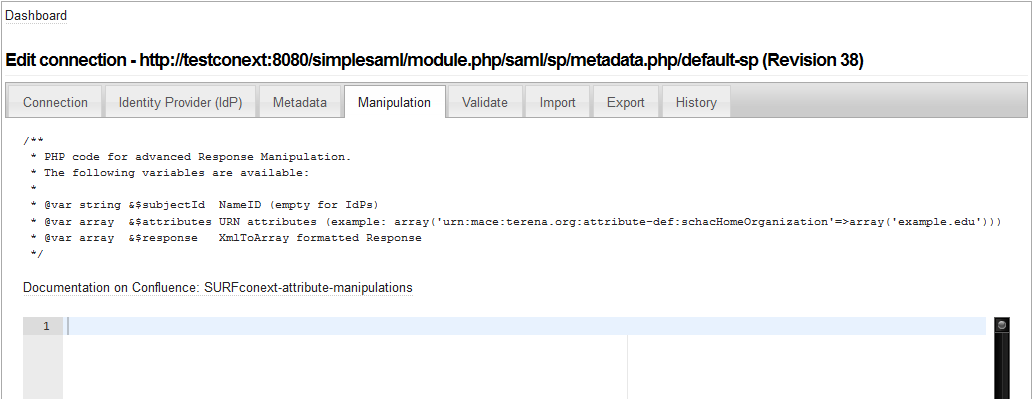 Dashboard
Edit connection - http://testconext:8080/simplesaml/module.php/saml/sp/metadata.php/default-sp (Revision 38)
Connection Identity Provider (IdP) Metadata Manipulation Validate Import Export History
/**
 * PHP code for advanced Response Manipulation.
 * The following variables are available:
 *
 * @var string &$subjectId  NameID (empty for IdPs)
 * @var array  &$attributes URN attributes (example: array('urn:mace:terena.org:attribute-def:schacHomeOrganization'=>array('example.edu')))
 * @var array  &$response   XmlToArray formatted Response
 */
Documentation on Confluence: SURFconext-attribute-manipulations
1